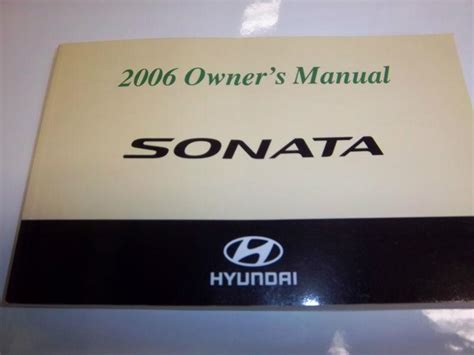 2006 Owner's Manual
SONATA
HYUNDAI